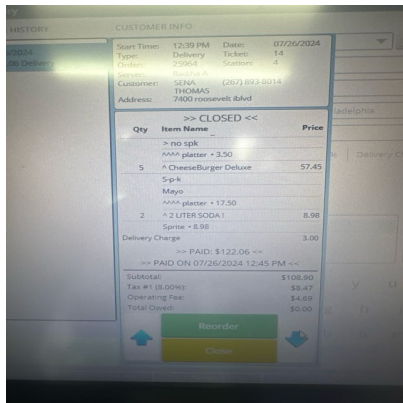 HISTORY
CUSTOMER INFO
Start Time: 12:39 PM Date: 07/26/2024
Type: Delivery Ticket: 14
Order: 25964 Station: 4
Server:
Customer: SENA (267) 893-8014
THOMAS
Address: 7400 roosevelt iblvd
>> CLOSED <<
Qty Item Name Price
> no spk
^^^^ platter • 3.50
5 ^ CheeseBurger Deluxe 57.45
S-p-k
Mayo
^^^^ platter • 17.50
2 ^ 2 LITER SODA ! 8.98
Sprite • 8.98
Delivery Charge 3.00
>> PAID: $122.06 <<
>> PAID ON 07/26/2024 12:45 PM <<
Subtotal: $108.90
Tax #1 (8.00%): $8.47
Operating Fee: $4.69
Total Owed: $0.00
Reorder
Close